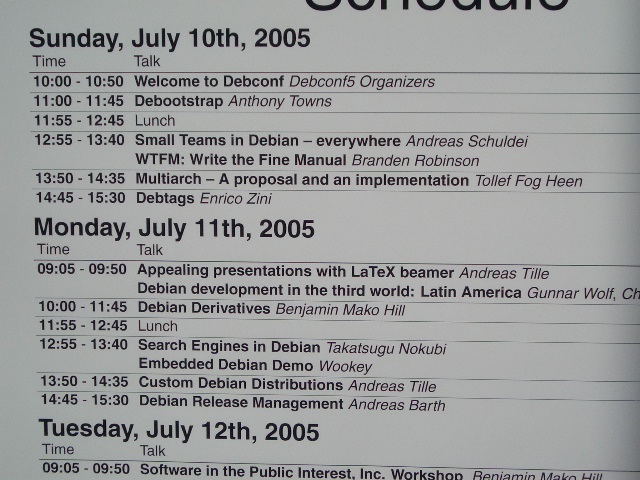 Schedule
Sunday, July 10th, 2005
Time Talk
10:00 - 10:50 Welcome to Debconf Debconf5 Organizers
11:00 - 11:45 Debootstrap Anthony Towns
11:55 - 12:45 Lunch
12:55 - 13:40 Small Teams in Debian – everywhere Andreas Schuldei
WTFM: Write the Fine Manual Branden Robinson
13:50 - 14:35 Multiarch – A proposal and an implementation Tollef Fog Heen
14:45 - 15:30 Debtags Enrico Zini
Monday, July 11th, 2005
Time Talk
09:05 - 09:50 Appealing presentations with LaTeX beamer Andreas Tille
Debian development in the third world: Latin America Gunnar Wolf, Ch
10:00 - 11:45 Debian Derivatives Benjamin Mako Hill
11:55 - 12:45 Lunch
12:55 - 13:40 Search Engines in Debian Takatsugu Nokubi
Embedded Debian Demo Wookey
13:50 - 14:35 Custom Debian Distributions Andreas Tille
14:45 - 15:30 Debian Release Management Andreas Barth
Tuesday, July 12th, 2005
Time Talk
09:05 - 09:50 Software in the Public Interest, Inc. Workshop Benjamin Mako Hill